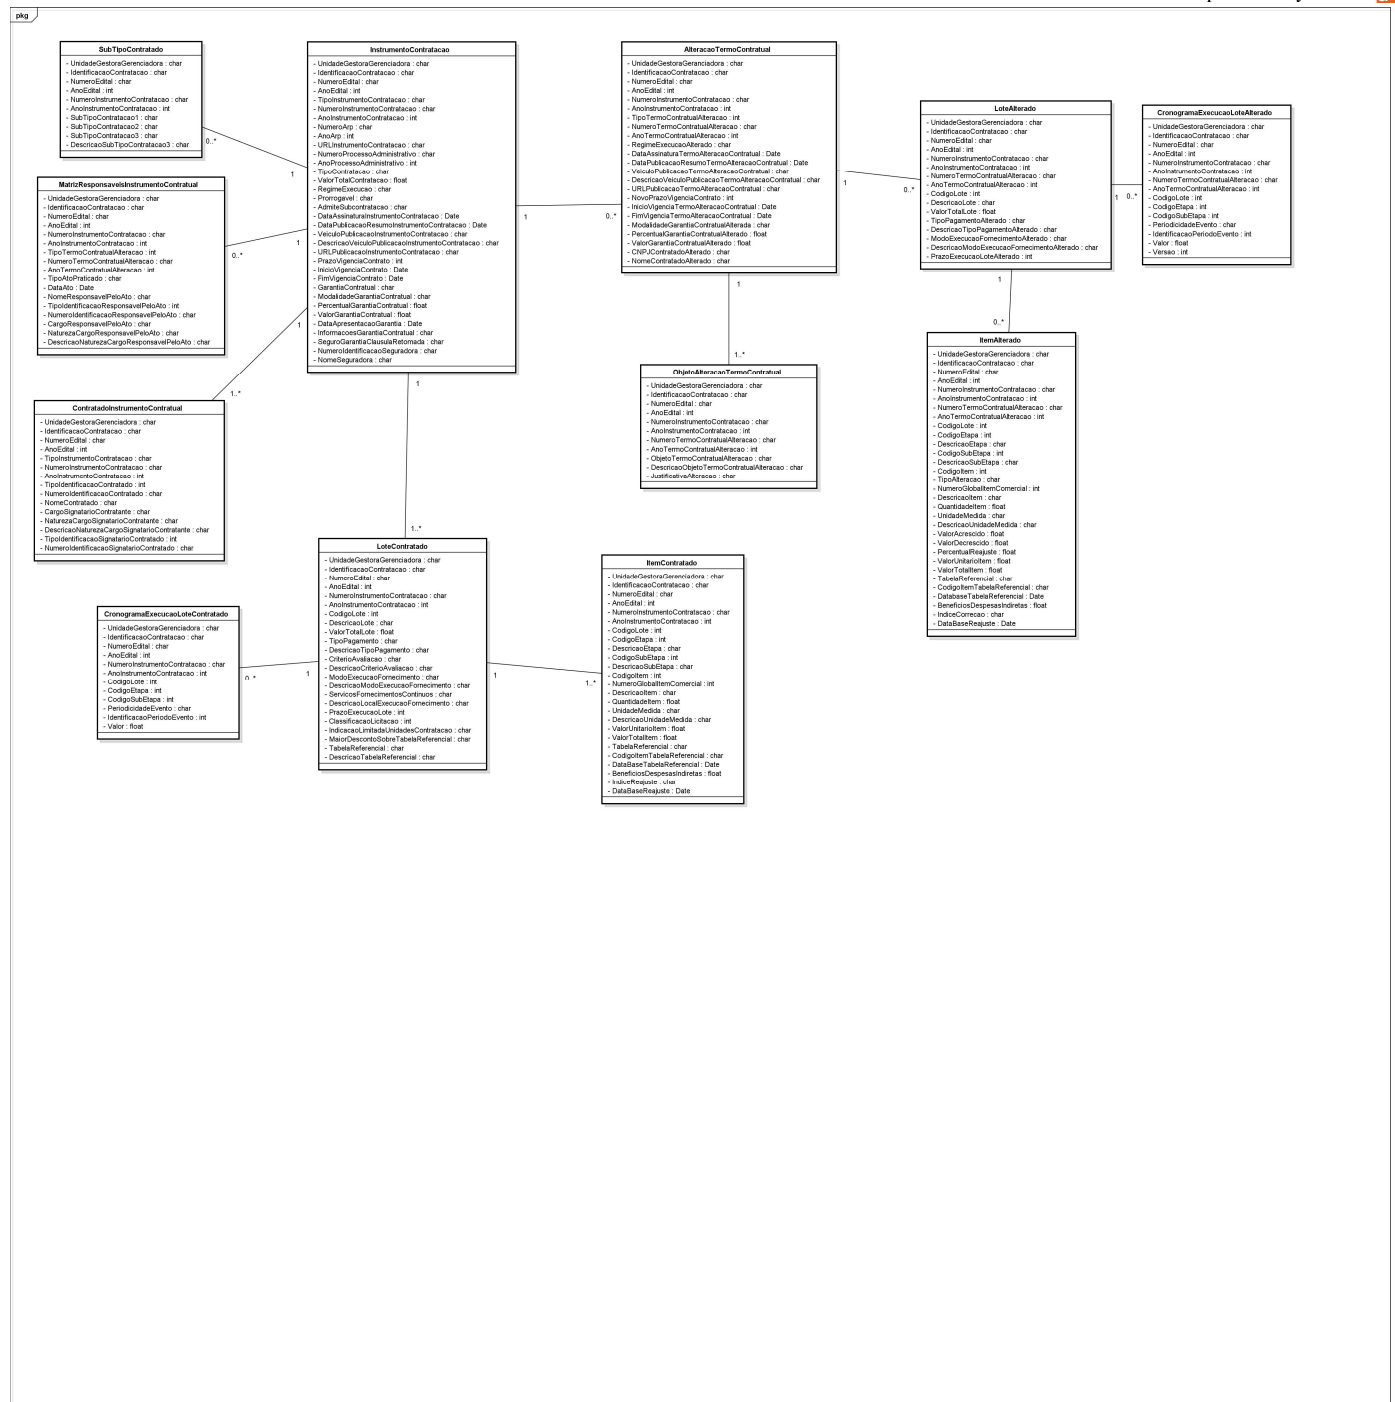 pkg
SubTipoContratado
- UnidadeGestoraGerenciadora : char
- IdentificacaoContratacao : char
- NumeroEdital : char
- AnoEdital : int
- NumeroInstrumentoContratacao : char
- AnoInstrumentoContratacao : int
- SubTipoContratacao1 : char
- SubTipoContratacao2 : char
- SubTipoContratacao3 : char
- DescricaoSubTipoContratacao3 : char
0..*
1
MatrizResponsaveisInstrumentoContratual
- UnidadeGestoraGerenciadora : char
- IdentificacaoContratacao : char
- NumeroEdital : char
- AnoEdital : int
- NumeroInstrumentoContratacao : char
- AnoInstrumentoContratacao : int
- TipoTermoContratualAlteracao : int
- NumeroTermoContratualAlteracao : char
- AnoTermoContratualAlteracao : int
- TipoAtoPraticado : char
- DataAto : Date
- NomeResponsavelPeloAto : char
- TipoIdentificacaoResponsavelPeloAto : int
- NumeroIdentificacaoResponsavelPeloAto : char
- CargoResponsavelPeloAto : char
- NaturezaCargoResponsavelPeloAto : char
- DescricaoNaturezaCargoResponsavelPeloAto : char
0..*
1
ContratadoInstrumentoContratual
- UnidadeGestoraGerenciadora : char
- IdentificacaoContratacao : char
- NumeroEdital : char
- AnoEdital : int
- TipoInstrumentoContratacao : char
- NumeroInstrumentoContratacao : char
- AnoInstrumentoContratacao : int
- TipoIdentificacaoContratado : int
- NumeroIdentificacaoContratado : char
- NomeContratado : char
- CargoSignatarioContratante : char
- NaturezaCargoSignatarioContratante : char
- DescricaoNaturezaCargoSignatarioContratante : char
- TipoIdentificacaoSignatarioContratado : int
- NumeroIdentificacaoSignatarioContratado : char
1..*
1
InstrumentoContratacao
- UnidadeGestoraGerenciadora : char
- IdentificacaoContratacao : char
- NumeroEdital : char
- AnoEdital : int
- TipoInstrumentoContratacao : char
- NumeroInstrumentoContratacao : char
- AnoInstrumentoContratacao : int
- NumeroArp : char
- AnoArp : int
- URLInstrumentoContratacao : char
- NumeroProcessoAdministrativo : char
- AnoProcessoAdministrativo : int
- TipoContratacao : char
- ValorTotalContratacao : float
- RegimeExecucao : char
- Prorrogavel : char
- AdmiteSubcontratacao : char
- DataAssinaturaInstrumentoContratacao : Date
- DataPublicacaoResumoInstrumentoContratacao : Date
- VeiculoPublicacaoInstrumentoContratacao : char
- DescricaoVeiculoPublicacaoInstrumentoContratacao : char
- URLPublicacaoInstrumentoContratacao : char
- PrazoVigenciaContrato : int
- InicioVigenciaContrato : Date
- FimVigenciaContrato : Date
- GarantiaContratual : char
- ModalidadeGarantiaContratual : char
- PercentualGarantiaContratual : float
- ValorGarantiaContratual : float
- DataApresentacaoGarantia : Date
- InformacoesGarantiaContratual : char
- SeguroGarantiaClausulaRetomada : char
- NumeroIdentificacaoSeguradora : char
- NomeSeguradora : char
1
0..*
1
1..*
AlteracaoTermoContratual
- UnidadeGestoraGeranciadora : char
- IdentificacaoContratacao : char
- NumeroEdital : char
- AnoEdital : int
- NumeroInstrumentoContratacao : char
- AnoInstrumentoContratacao : int
- TipoTermoContratualAlteracao : int
- NumeroTermoContratualAlteracao : char
- AnoTermoContratualAlteracao : int
- RegimeExecucaoAlterado : char
- DataAssinaturaTermoAlteracaoContratual : Date
- DataPublicacaoResumoTermoAlteracaoContratual : Date
- VeiculoPublicacaoTermoAlteracaoContratual : char
- DescricaoVeiculoPublicacaoTermoAlteracaoContratual : char
- URLPublicacaoTermoAlteracaoContratual : char
- NovoPrazoVigenciaContrato : int
- InicioVigenciaTermoAlteracaoContratual : Date
- FimVigenciaTermoAlteracaoContratual : Date
- ModalidadeGarantiaContratualAlterada : char
- PercentualGarantiaContratualAlterado : float
- ValorGarantiaContratualAlterado : float
- CNPJContratadoAlterado : char
- NomeContratadoAlterado : char
1
0..*
1
1..*
ObjetoAlteracaoTermoContratual
- UnidadeGestoraGerenciadora : char
- IdentificacaoContratacao : char
- NumeroEdital : char
- AnoEdital : int
- NumeroInstrumentoContratacao : char
- AnoInstrumentoContratacao : int
- NumeroTermoContratualAlteracao : char
- AnoTermoContratualAlteracao : int
- ObjetoTermoContratualAlteracao : char
- DescricaoObjetoTermoContratualAlteracao : char
- JustificativaAlteracao : char
LoteAlterado
- UnidadeGestoraGerenciadora : char
- IdentificacaoContratacao : char
- NumeroEdital : char
- AnoEdital : int
- NumeroInstrumentoContratacao : char
- AnoInstrumentoContratacao : int
- NumeroTermoContratualAlteracao : char
- AnoTermoContratualAlteracao : int
- CodigoLote : int
- DescricaoLote : char
- ValorTotalLote : float
- TipoPagamentoAlterado : char
- DescricaoTipoPagamentoAlterado : char
- ModoExecucaoFornecimentoAlterado : char
- DescricaoModoExecucaoFornecimentoAlterado : char
- PrazoExecucaoLoteAlterado : int
1
0..*
1
0..*
CronogramaExecucaoLoteAlterado
- UnidadeGestoraGerenciadora : char
- IdentificacaoContratacao : char
- NumeroEdital : char
- AnoEdital : int
- NumeroInstrumentoContratacao : char
- AnoInstrumentoContratacao : int
- NumeroTermoContratualAlteracao : char
- AnoTermoContratualAlteracao : int
- CodigoLote : int
- CodigoEtapa : int
- CodigoSubEtapa : int
- PeriodicidadeEvento : char
- IdentificacaoPeriodoEvento : int
- Valor : float
- Versao : int
ItemAlterado
- UnidadeGestoraGerenciadora : char
- IdentificacaoContratacao : char
- NumeroEdital : char
- AnoEdital : int
- NumeroInstrumentoContratacao : char
- AnoInstrumentoContratacao : int
- NumeroTermoContratualAlteracao : char
- AnoTermoContratualAlteracao : int
- CodigoLote : int
- CodigoEtapa : int
- DescricaoEtapa : char
- CodigoSubEtapa : int
- DescricaoSubEtapa : char
- CodigoItem : int
- TipoAlteracao : char
- NumeroGlobalItemComercial : int
- DescricaoItem : char
- QuantidadeItem : float
- UnidadeMedida : char
- DescricaoUnidadeMedida : char
- ValorAcrescido : float
- ValorDecrescido : float
- PercentualReajuste : float
- ValorUnitarioItem : float
- ValorTotalItem : float
- TabelaReferencial : char
- CodigoItemTabelaReferencial : char
- DatabaseTabelaReferencial : Date
- BeneficiosDespesasIndiretas : float
- IndiceCorrecao : char
- DataBaseReajuste : Date
LoteContratado
- UnidadeGestoraGerenciadora : char
- IdentificacaoContratacao : char
- NumeroEdital : char
- AnoEdital : int
- NumeroInstrumentoContratacao : char
- AnoInstrumentoContratacao : int
- CodigoLote : int
- DescricaoLote : char
- ValorTotalLote : float
- TipoPagamento : char
- DescricaoTipoPagamento : char
- CriterioAvaliacao : char
- DescricaoCriterioAvaliacao : char
- ModoExecucaoFornecimento : char
- DescricaoModoExecucaoFornecimento : char
- ServicosFornecimentosContinuos : char
- DescricaoLocalExecucaoFornecimento : char
- PrazoExecucaoLote : int
- ClassificacaoLicitacao : int
- IndicacaoLimitadaUnidadesContratacao : char
- MaiorDescontoSobreTabelaReferencial : char
- TabelaReferencial : char
- DescricaoTabelaReferencial : char
1
0..*
1
1..*
CronogramaExecucaoLoteContratado
- UnidadeGestoraGerenciadora : char
- IdentificacaoContratacao : char
- NumeroEdital : char
- AnoEdital : int
- NumeroInstrumentoContratacao : char
- AnoInstrumentoContratacao : int
- CodigoLote : int
- CodigoEtapa : int
- CodigoSubEtapa : int
- PeriodicidadeEvento : char
- IdentificacaoPeriodoEvento : int
- Valor : float
ItemContratado
- UnidadeGestoraGerenciadora : char
- IdentificacaoContratacao : char
- NumeroEdital : char
- AnoEdital : int
- NumeroInstrumentoContratacao : char
- AnoInstrumentoContratacao : int
- CodigoLote : int
- CodigoEtapa : int
- DescricaoEtapa : char
- CodigoSubEtapa : int
- DescricaoSubEtapa : char
- CodigoItem : int
- NumeroGlobalItemComercial : int
- DescricaoItem : char
- QuantidadeItem : float
- UnidadeMedida : char
- DescricaoUnidadeMedida : char
- ValorUnitarioItem : float
- ValorTotalItem : float
- TabelaReferencial : char
- CodigoItemTabelaReferencial : char
- DataBaseTabelaReferencial : Date
- BeneficiosDespesasIndiretas : float
- IndiceReajuste : char
- DataBaseReajuste : Date